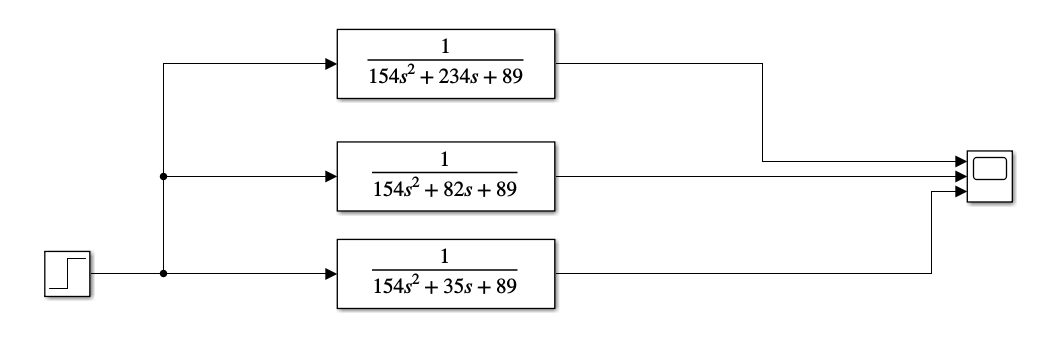 1
154s² + 234s + 89
1
154s² + 82s + 89
1
154s² + 35s + 89